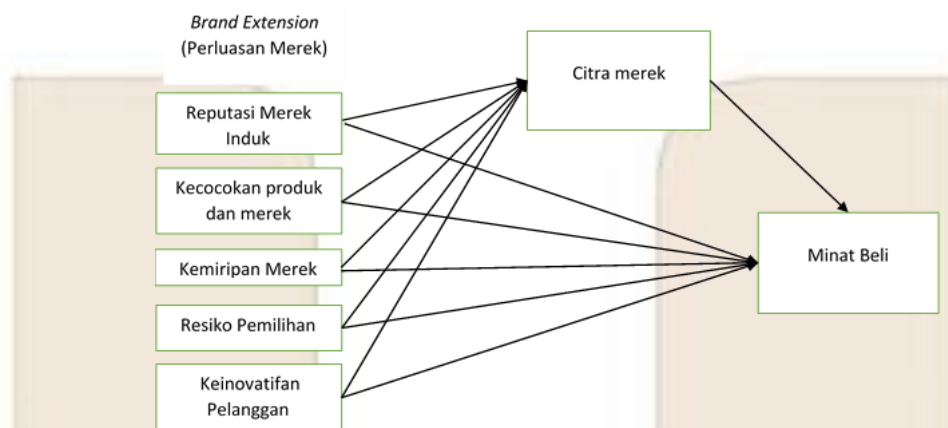 Brand Extension
(Perluasan Merek)
Citra merek
Reputasi Merek
Induk
Kecocokan produk
dan merek
Kemiripan Merek
Minat Beli
Resiko Pemilihan
Keinovatifan
Pelanggan